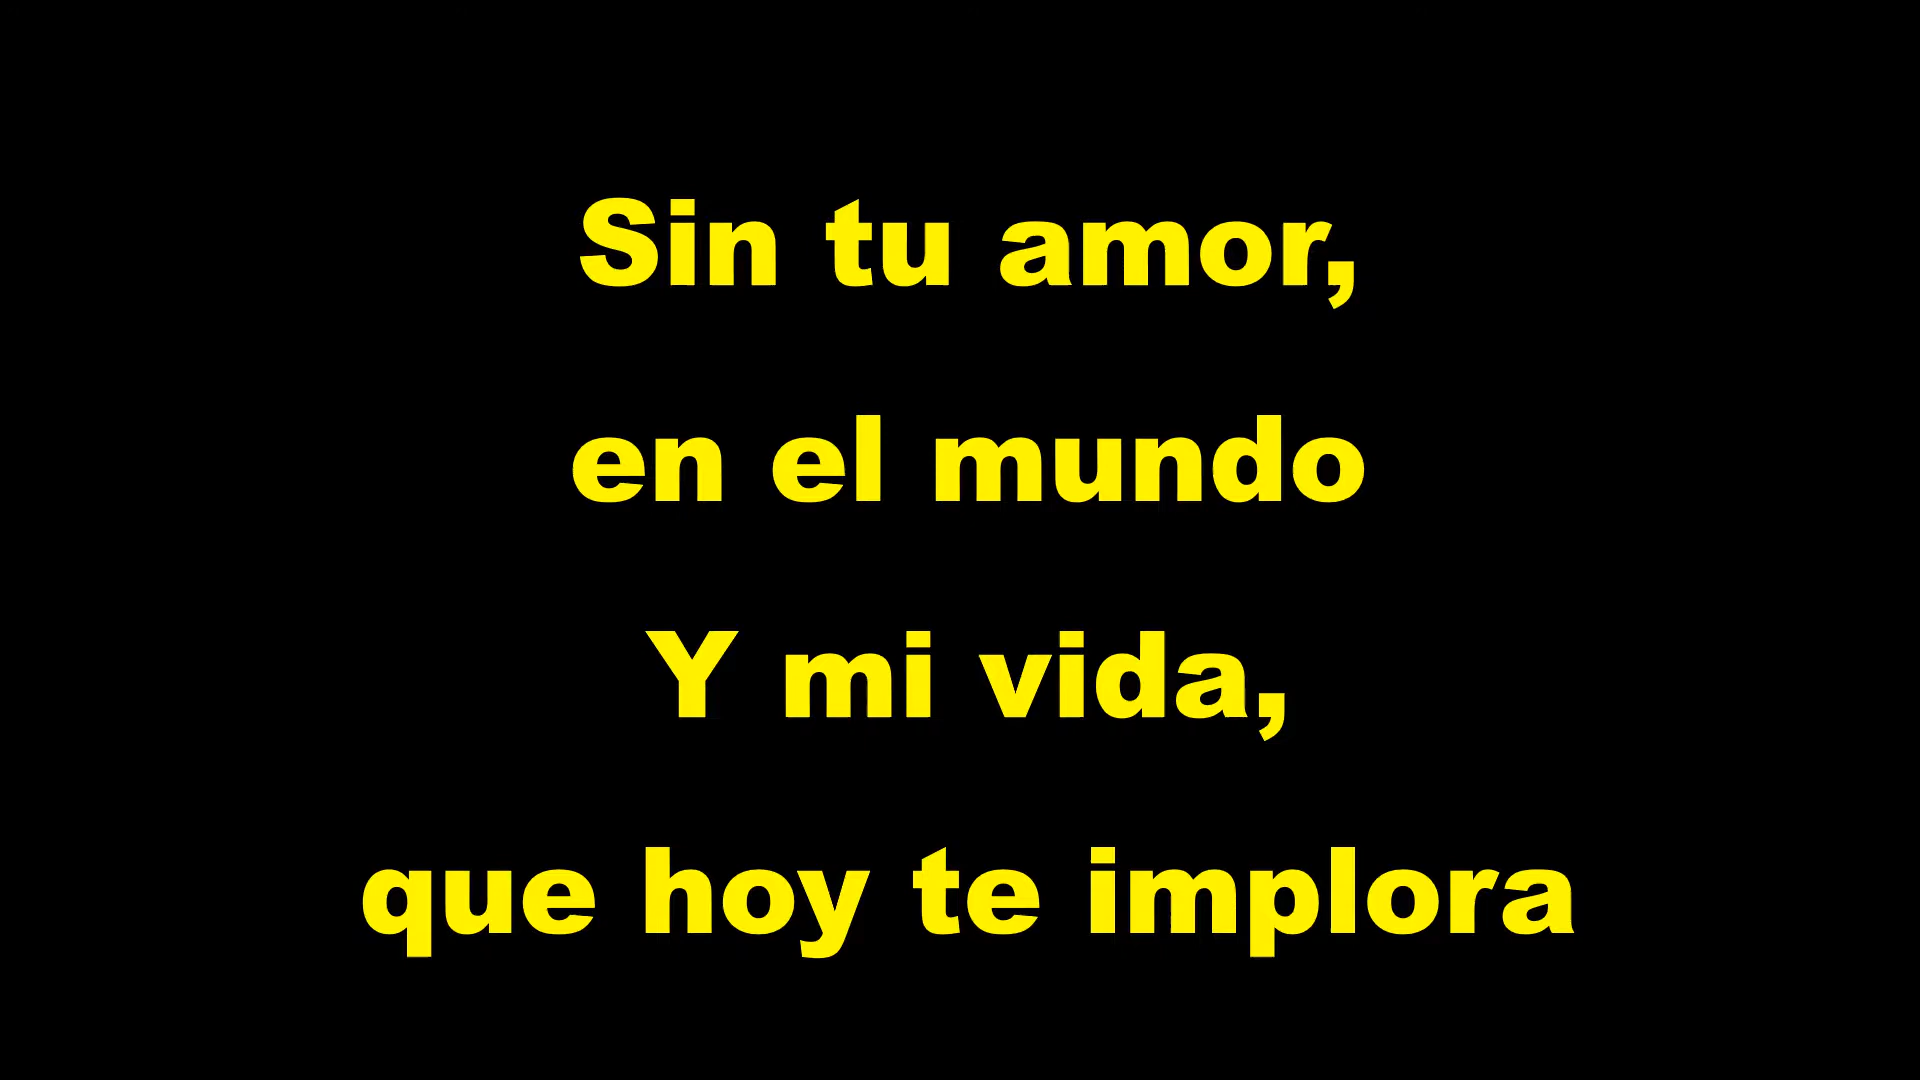 Sin tu amor,
en el mundo
Y mi vida,
que hoy te implora